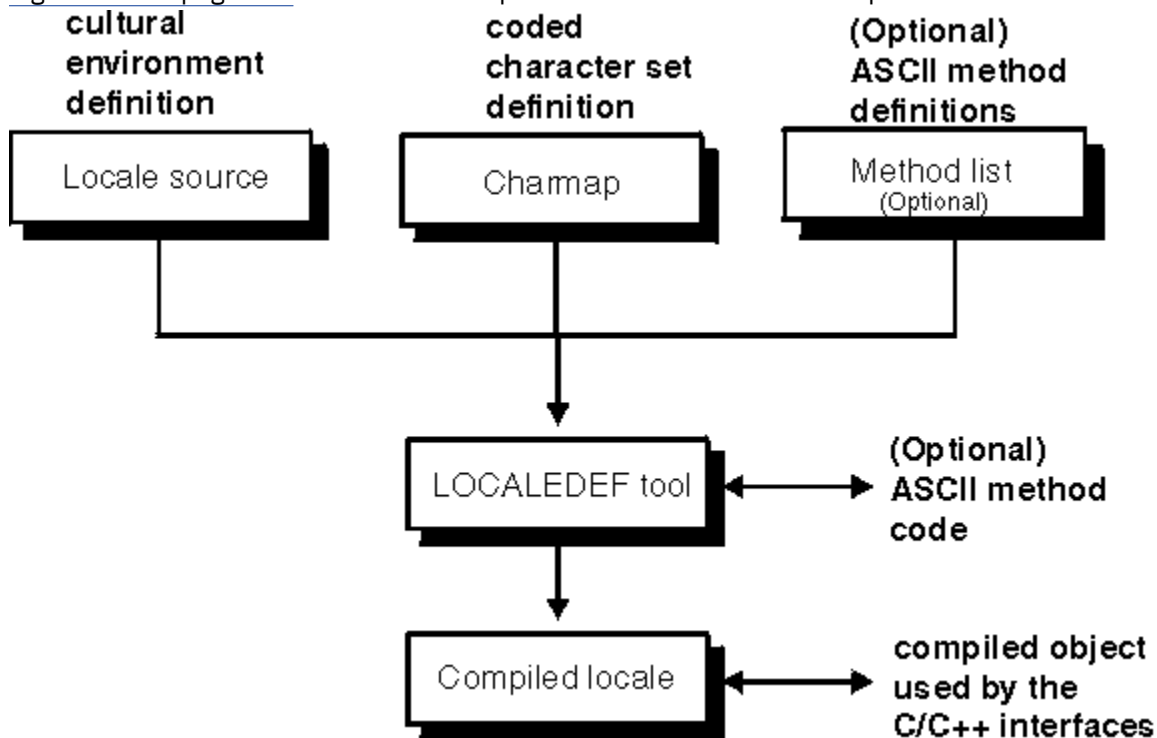 cultural
environment
definition
coded
character set
definition
(Optional)
ASCII method
definitions
Locale source
Charmap
Method list
(Optional)
LOCALEDEF tool
(Optional)
ASCII method
code
Compiled locale
compiled object
used by the
C/C++ interfaces